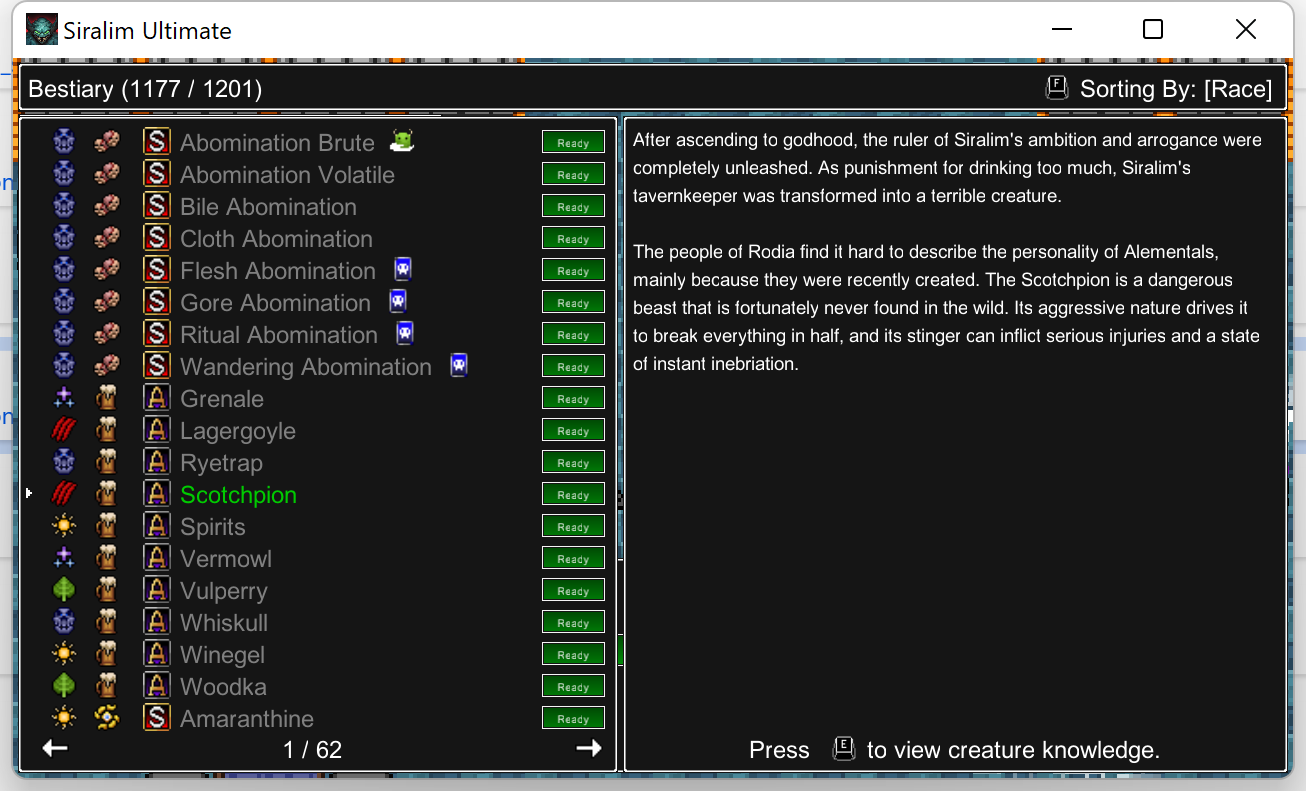 Siralim Ultimate
Bestiary (1177 / 1201)
F Sorting By: [Race]
S Abomination Brute Ready
S Abomination Volatile Ready
S Bile Abomination Ready
S Cloth Abomination Ready
S Flesh Abomination Ready
S Gore Abomination Ready
S Ritual Abomination Ready
S Wandering Abomination Ready
A Grenale Ready
A Lagergoyle Ready
A Ryetrap Ready
A Scotchpion Ready
A Spirits Ready
A Vermowl Ready
A Vulperry Ready
A Whiskull Ready
A Winegel Ready
A Woodka Ready
S Amaranthine Ready
1 / 62
After ascending to godhood, the ruler of Siralim's ambition and arrogance were
completely unleashed. As punishment for drinking too much, Siralim's
tavernkeeper was transformed into a terrible creature.
The people of Rodia find it hard to describe the personality of Alementals,
mainly because they were recently created. The Scotchpion is a dangerous
beast that is fortunately never found in the wild. Its aggressive nature drives it
to break everything in half, and its stinger can inflict serious injuries and a state
of instant inebriation.
Press E to view creature knowledge.